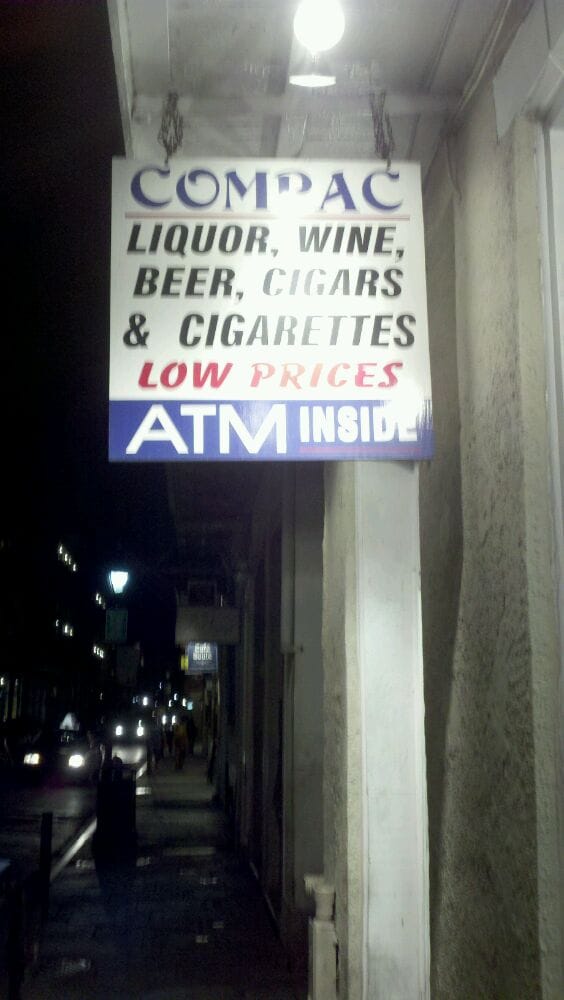 COMPAC
LIQUOR, WINE,
BEER, CIGARS
& CIGARETTES
LOW PRICES
ATM INSIDE